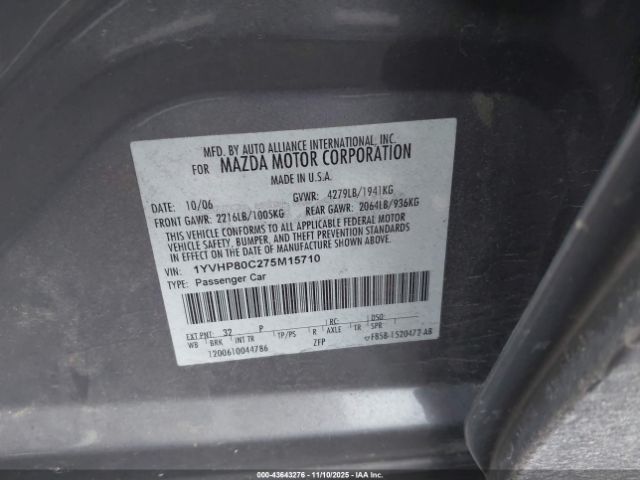 MFD. BY AUTO ALLIANCE INTERNATIONAL, INC.
FOR MAZDA MOTOR CORPORATION
MADE IN U.S.A.
DATE: 10/06 GVWR: 4279LB/1941KG
FRONT GAWR: 2216LB/1005KG REAR GAWR: 2064LB/936KG
THIS VEHICLE CONFORMS TO ALL APPLICABLE FEDERAL MOTOR
VEHICLE SAFETY, BUMPER, AND THEFT PREVENTION STANDARDS
IN EFFECT ON THE DATE OF MANUFACTURE SHOWN ABOVE.
VIN: 1YVHP80C275M15710
TYPE: Passenger Car
EXT.PNT: 32 P RC: DSO:
WB BRK INT TR TP/PS R AXLE TR SPR
1200610044786 ZFP F85B-1520472-AB
000-43643276 - 11/10/2025 - IAA Inc.